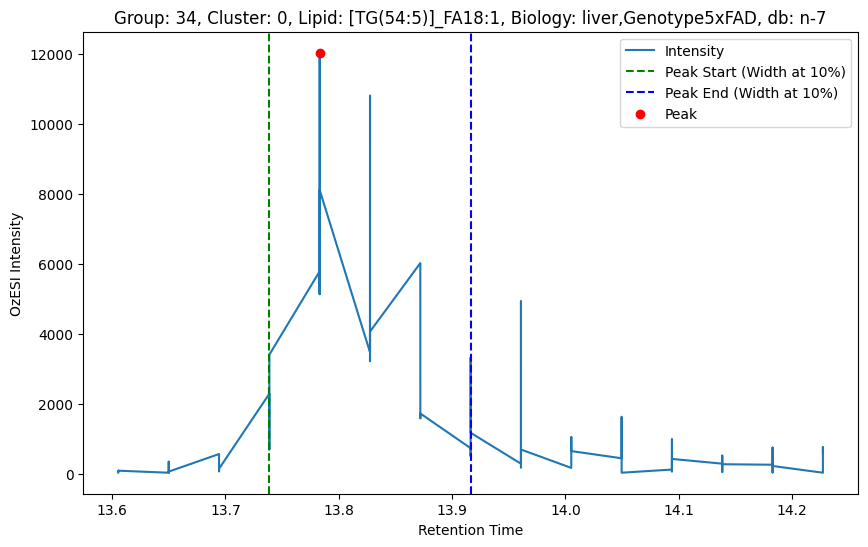 Group: 34, Cluster: 0, Lipid: [TG(54:5)]_FA18:1, Biology: liver,Genotype5xFAD, db: n-7
Intensity
Peak Start (Width at 10%)
Peak End (Width at 10%)
Peak
OzESI Intensity
12000
10000
8000
6000
4000
2000
0
13.6 13.7 13.8 13.9 14.0 14.1 14.2
Retention Time